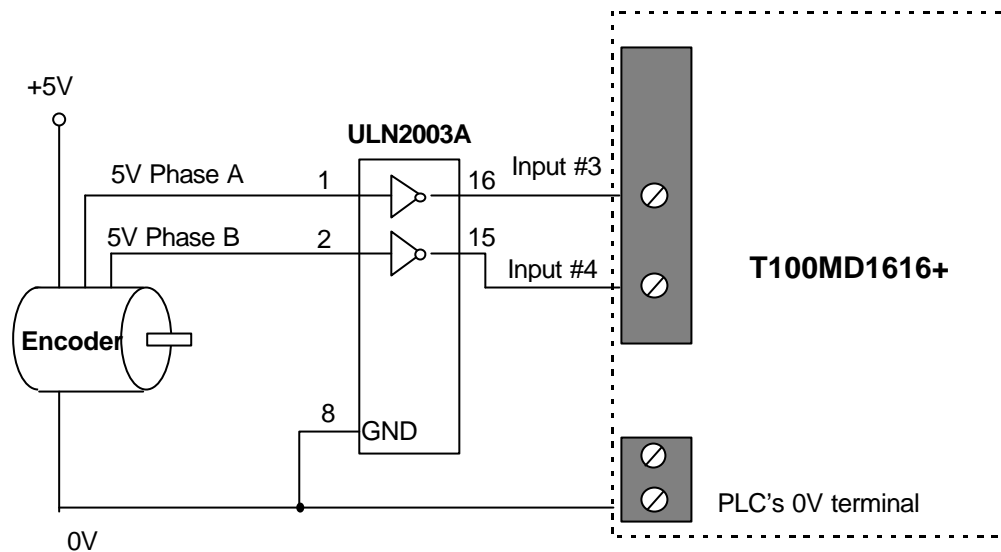 +5V
ULN2003A
5V Phase A
1
16
Input #3
5V Phase B
2
15
Input #4
T100MD1616+
Encoder
8
GND
PLC's 0V terminal
0V